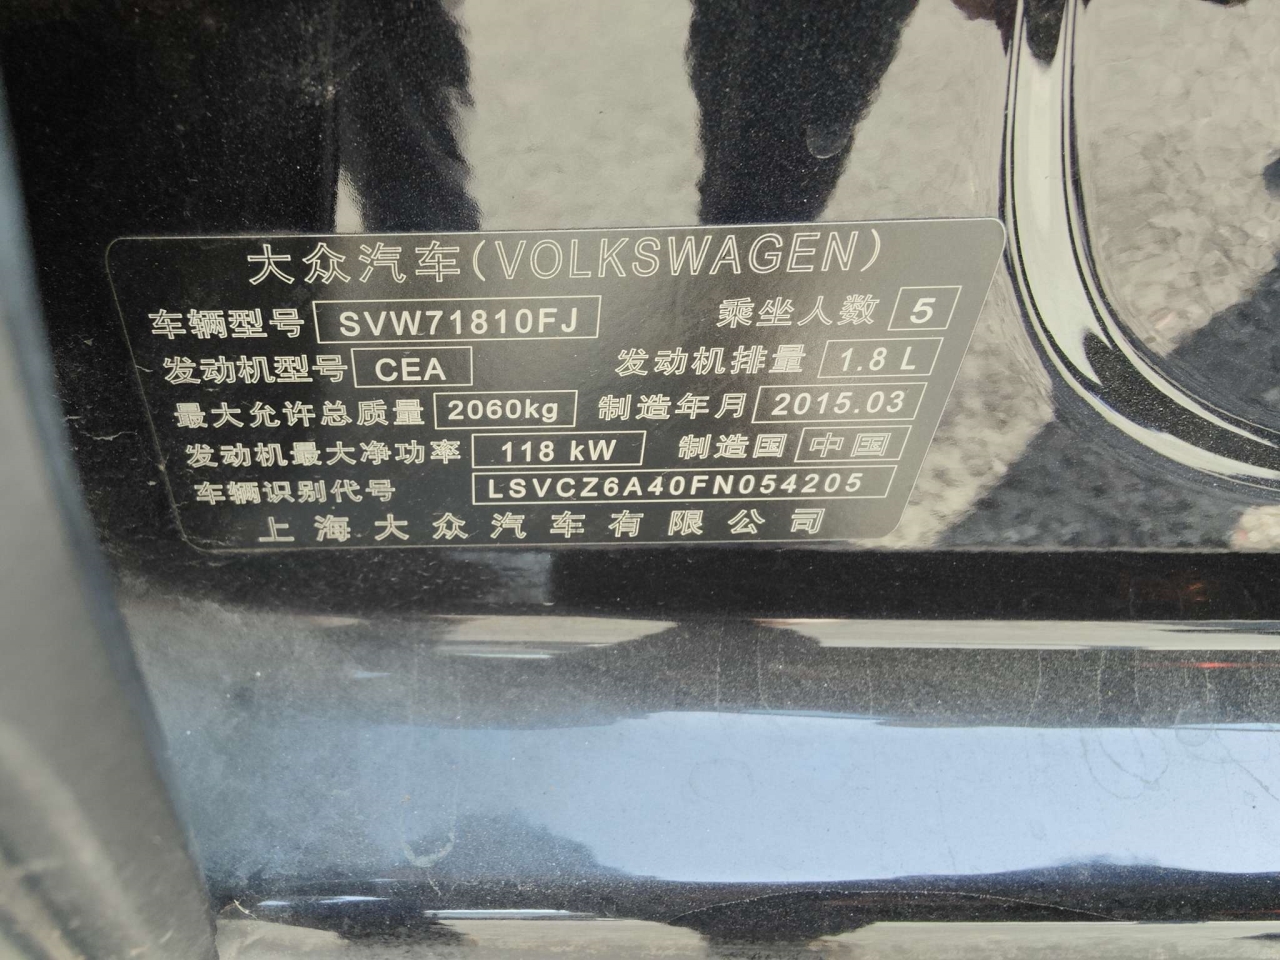 大众汽车(VOLKSWAGEN)
车辆型号 SVW71810FJ 乘坐人数 5
发动机型号 CEA 发动机排量 1.8 L
最大允许总质量 2060kg 制造年月 2015.03
发动机最大净功率 118 kW 制造国 中国
车辆识别代号 LSVCZ6A40FN054205
上海大众汽车有限公司